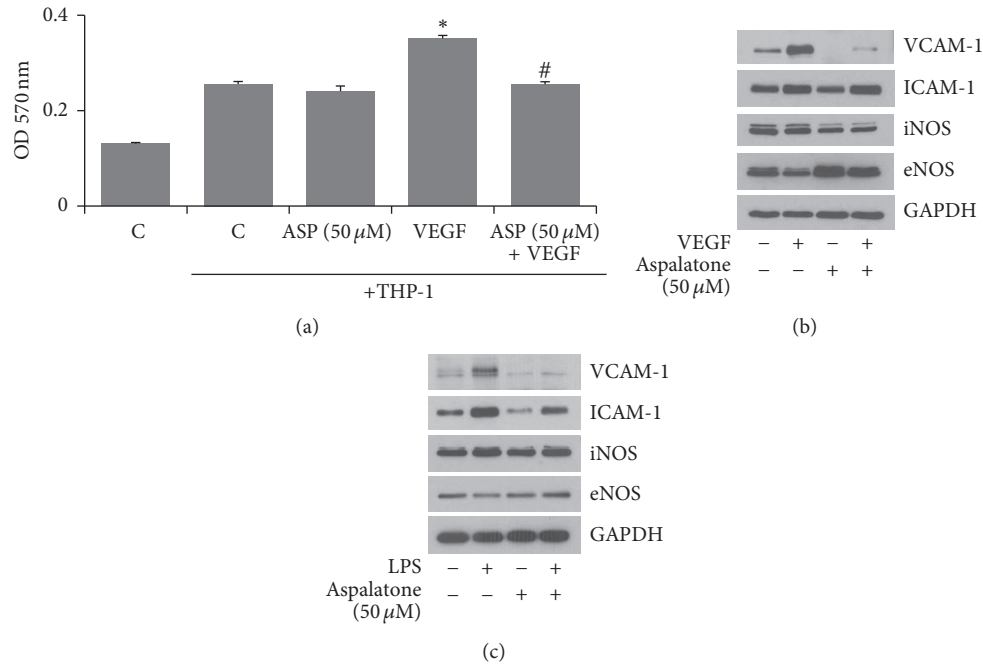 0.4
*
#
0.2
OD 570 nm
0
C
C
ASP (50 μM)
VEGF
ASP (50 μM)
+ VEGF
+THP-1
(a)
VCAM-1
ICAM-1
iNOS
eNOS
GAPDH
VEGF – + – +
Aspalatone – – + +
(50 μM)
(b)
VCAM-1
ICAM-1
iNOS
eNOS
GAPDH
LPS – + – +
Aspalatone – – + +
(50 μM)
(c)